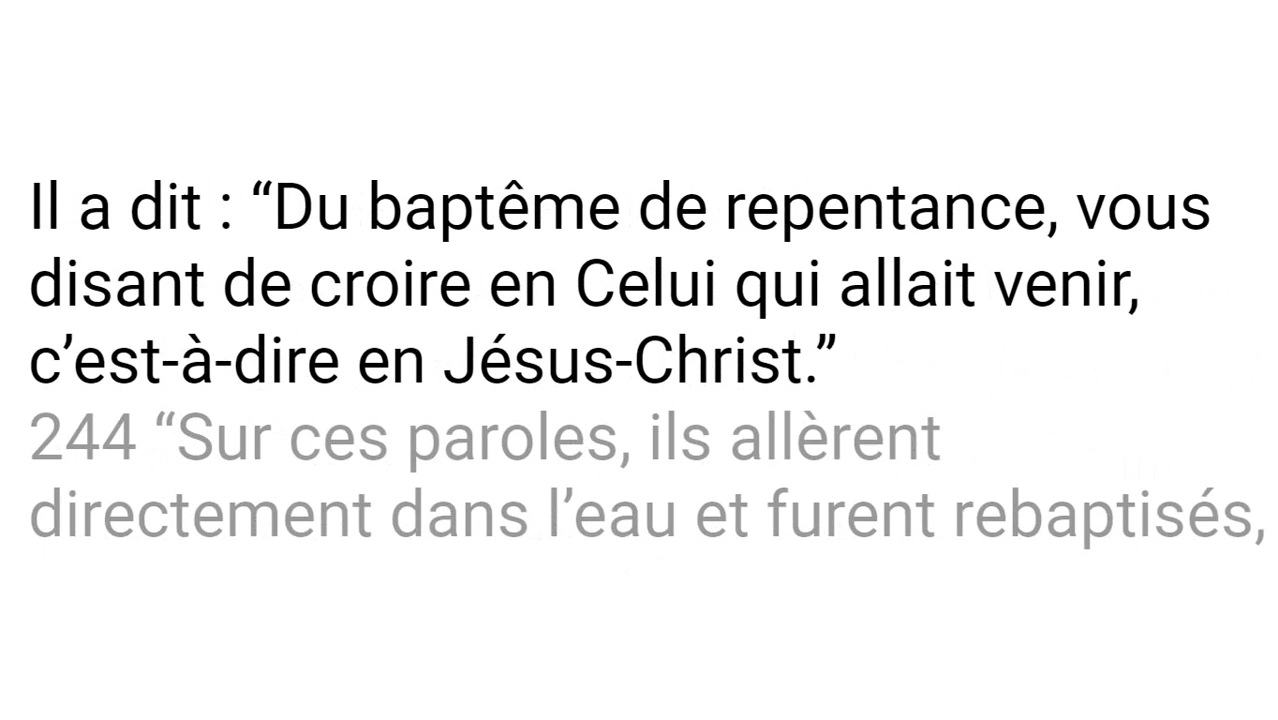 Il a dit : “Du baptême de repentance, vous
disant de croire en Celui qui allait venir,
c’est-à-dire en Jésus-Christ.”
244 “Sur ces paroles, ils allèrent
directement dans l’eau et furent rebaptisés,